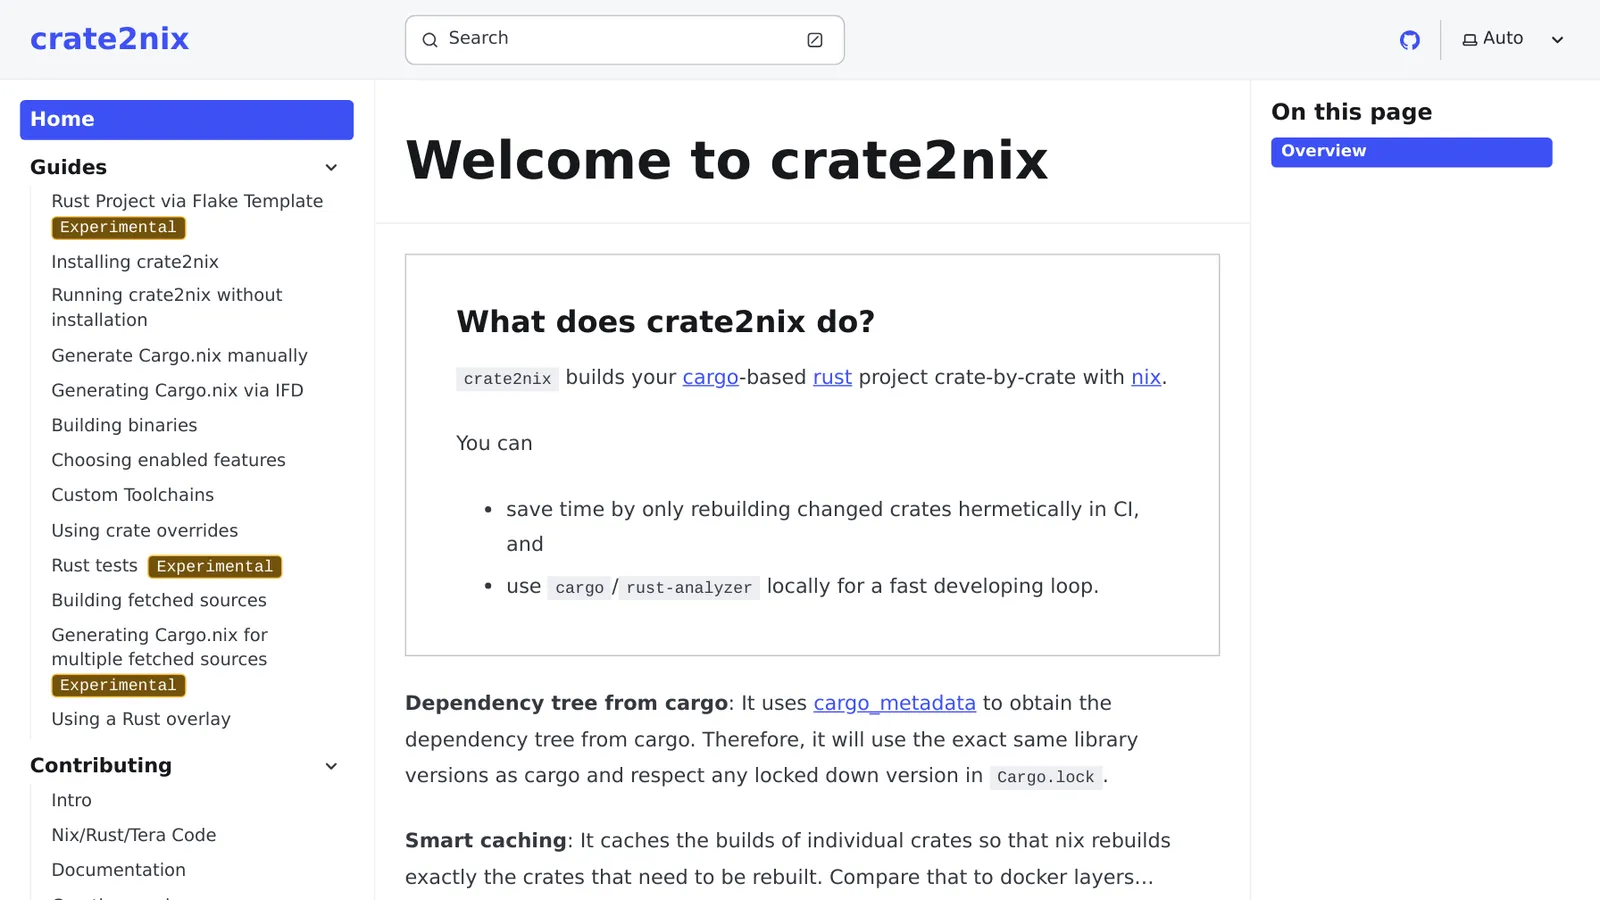 crate2nix
Search
Auto
Home
Guides
Rust Project via Flake Template
Experimental
Installing crate2nix
Running crate2nix without
installation
Generate Cargo.nix manually
Generating Cargo.nix via IFD
Building binaries
Choosing enabled features
Custom Toolchains
Using crate overrides
Rust tests Experimental
Building fetched sources
Generating Cargo.nix for
multiple fetched sources
Experimental
Using a Rust overlay
Contributing
Intro
Nix/Rust/Tera Code
Documentation
Welcome to crate2nix
What does crate2nix do?
crate2nix builds your cargo-based rust project crate-by-crate with nix.
You can
• save time by only rebuilding changed crates hermetically in CI,
and
• use cargo/rust-analyzer locally for a fast developing loop.
Dependency tree from cargo: It uses cargo_metadata to obtain the
dependency tree from cargo. Therefore, it will use the exact same library
versions as cargo and respect any locked down version in Cargo.lock.
Smart caching: It caches the builds of individual crates so that nix rebuilds
exactly the crates that need to be rebuilt. Compare that to docker layers…
On this page
Overview